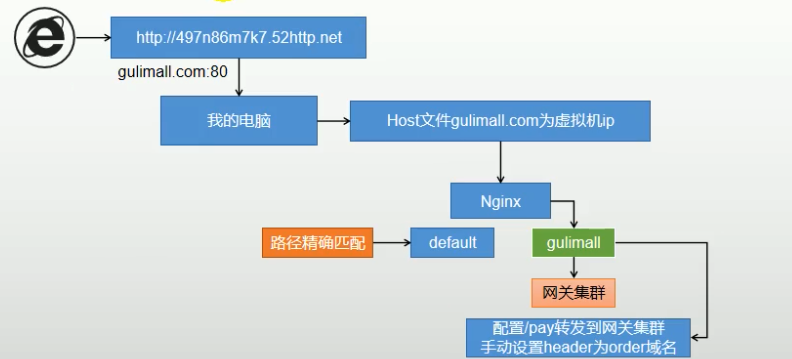 http://497n86m7k7.52http.net
gulimall.com:80
我的电脑
Host文件gulimall.com为虚拟机ip
Nginx
路径精确匹配
default
gulimall
网关集群
配置/pay转发到网关集群
手动设置header为order域名